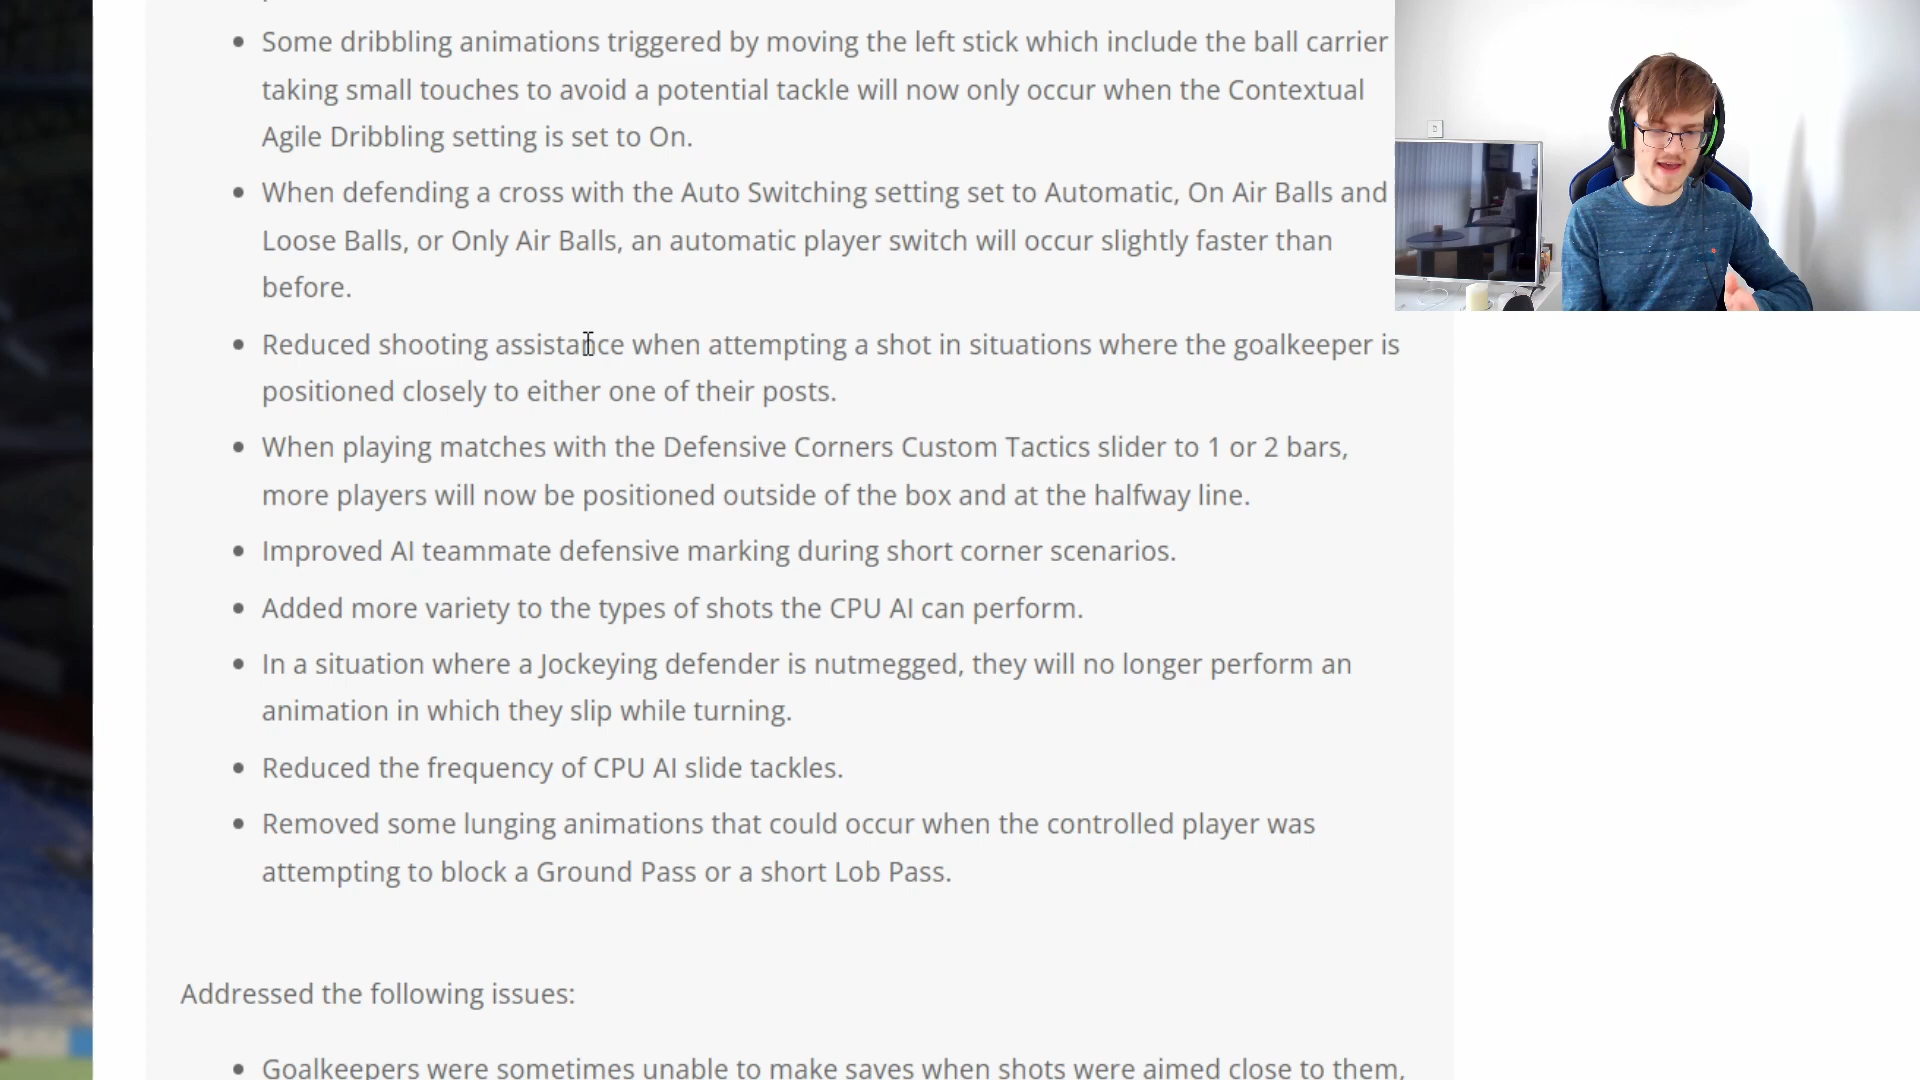 Some dribbling animations triggered by moving the left stick which include the ball carrier
taking small touches to avoid a potential tackle will now only occur when the Contextual
Agile Dribbling setting is set to On.
When defending a cross with the Auto Switching setting set to Automatic, On Air Balls and
Loose Balls, or Only Air Balls, an automatic player switch will occur slightly faster than
before.
Reduced shooting assistance when attempting a shot in situations where the goalkeeper is
positioned closely to either one of their posts.
When playing matches with the Defensive Corners Custom Tactics slider to 1 or 2 bars,
more players will now be positioned outside of the box and at the halfway line.
Improved AI teammate defensive marking during short corner scenarios.
Added more variety to the types of shots the CPU AI can perform.
In a situation where a Jockeying defender is nutmegged, they will no longer perform an
animation in which they slip while turning.
Reduced the frequency of CPU AI slide tackles.
Removed some lunging animations that could occur when the controlled player was
attempting to block a Ground Pass or a short Lob Pass.
Addressed the following issues:
Goalkeepers were sometimes unable to make saves when shots were aimed close to them,